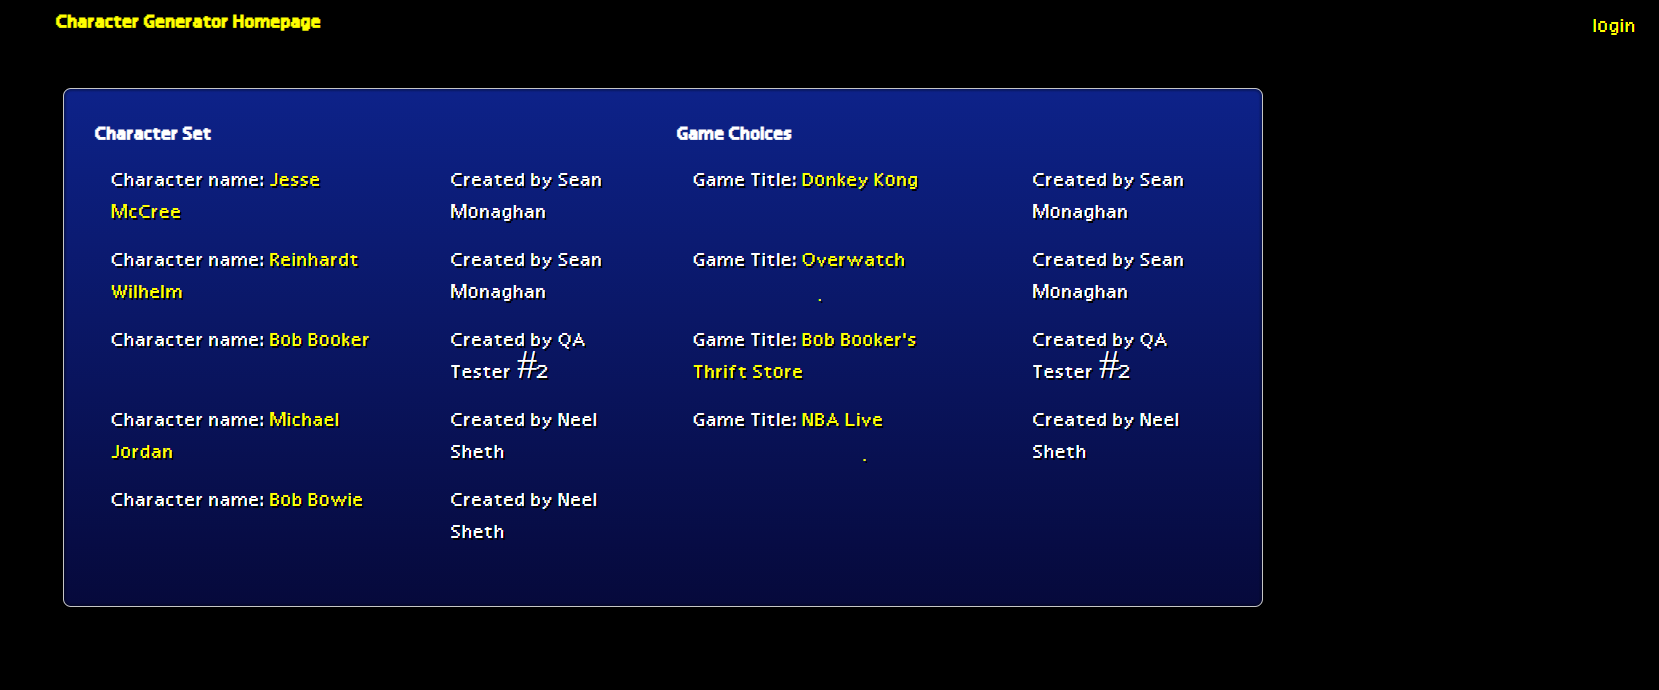 Character Generator Homepage
login
Character Set
Character name: Jesse
McCree
Created by Sean
Monaghan
Character name: Reinhardt
Wilhelm
Created by Sean
Monaghan
Character name: Bob Booker
Created by QA
Tester #2
Character name: Michael
Jordan
Created by Neel
Sheth
Character name: Bob Bowie
Created by Neel
Sheth
Game Choices
Game Title: Donkey Kong
Created by Sean
Monaghan
Game Title: Overwatch
Created by Sean
Monaghan
Game Title: Bob Booker's
Thrift Store
Created by QA
Tester #2
Game Title: NBA Live
Created by Neel
Sheth